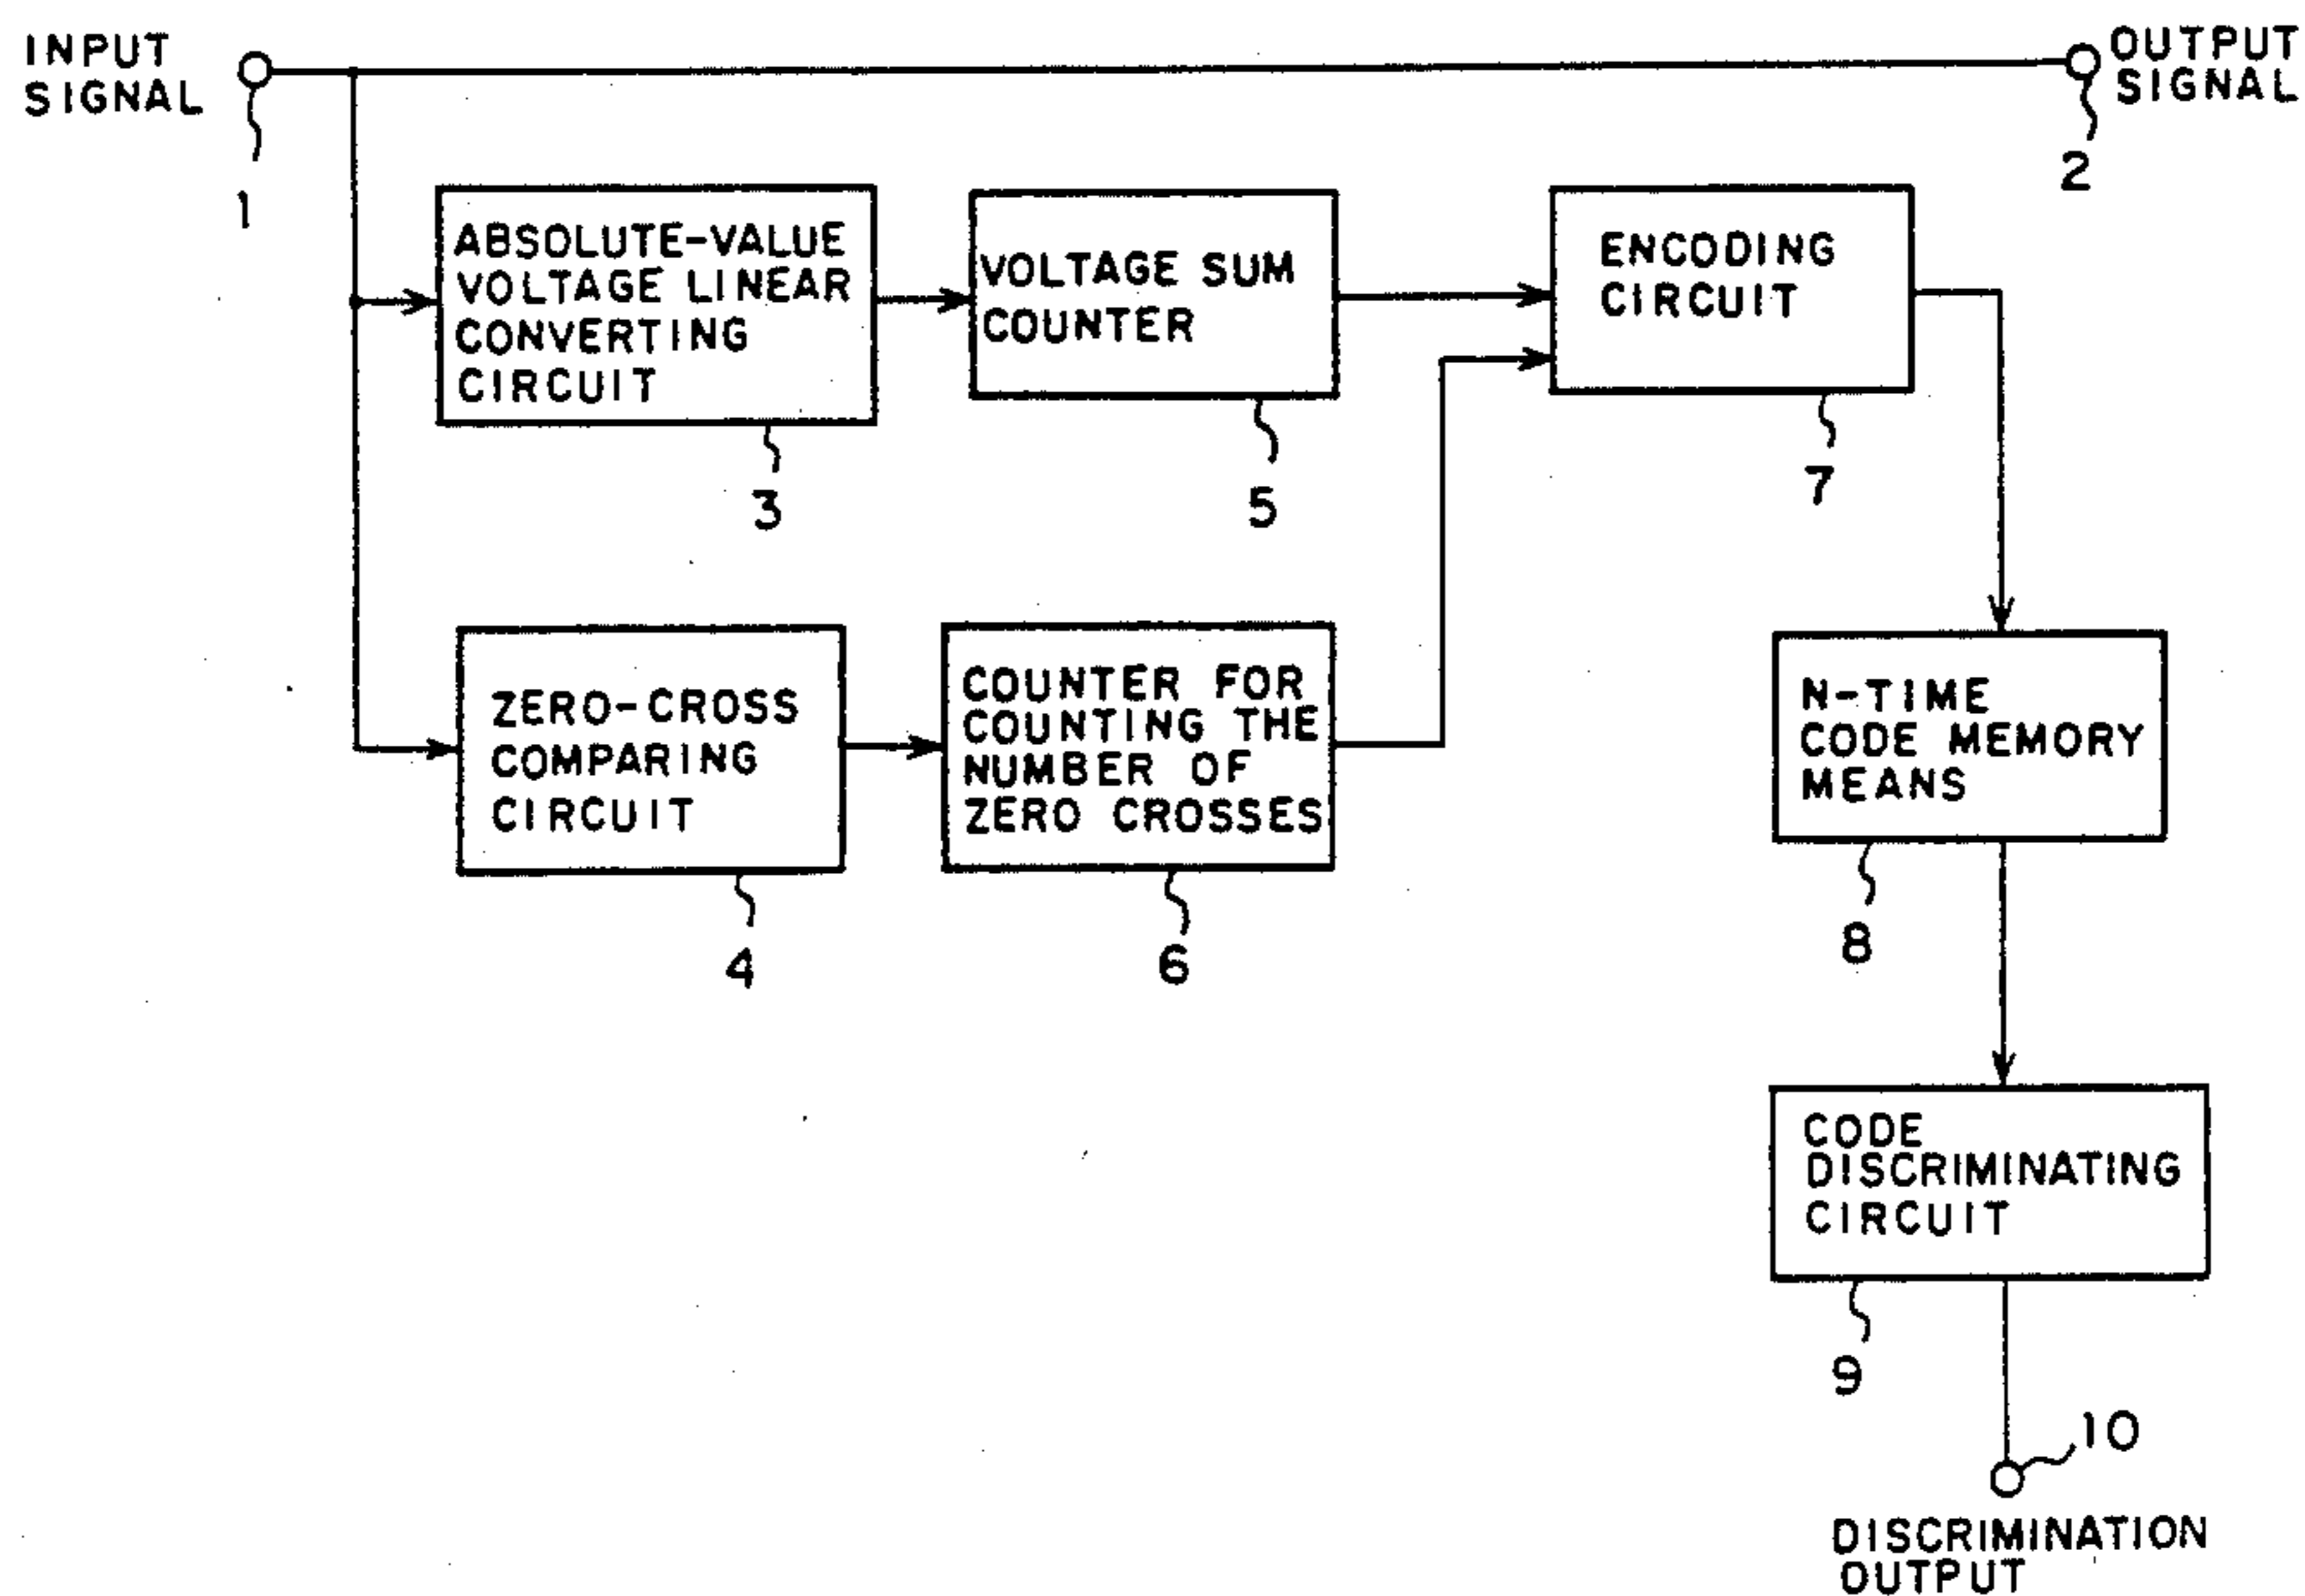 INPUT
SIGNAL
1
OUTPUT
SIGNAL
2
ABSOLUTE-VALUE
VOLTAGE LINEAR
CONVERTING
CIRCUIT
3
VOLTAGE SUM
COUNTER
5
ENCODING
CIRCUIT
7
ZERO-CROSS
COMPARING
CIRCUIT
4
COUNTER FOR
COUNTING THE
NUMBER OF
ZERO CROSSES
6
N-TIME
CODE MEMORY
MEANS
8
CODE
DISCRIMINATING
CIRCUIT
9
10
DISCRIMINATION
OUTPUT